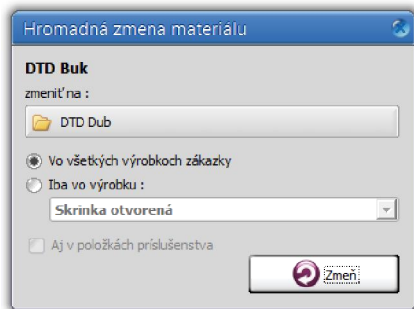 Hromadná zmena materiálu
DTD Buk
zmeniť na :
DTD Dub
Vo všetkých výrobkoch zákazky
Iba vo výrobku :
Skrinka otvorená
Aj v položkách príslušenstva
Zmeň